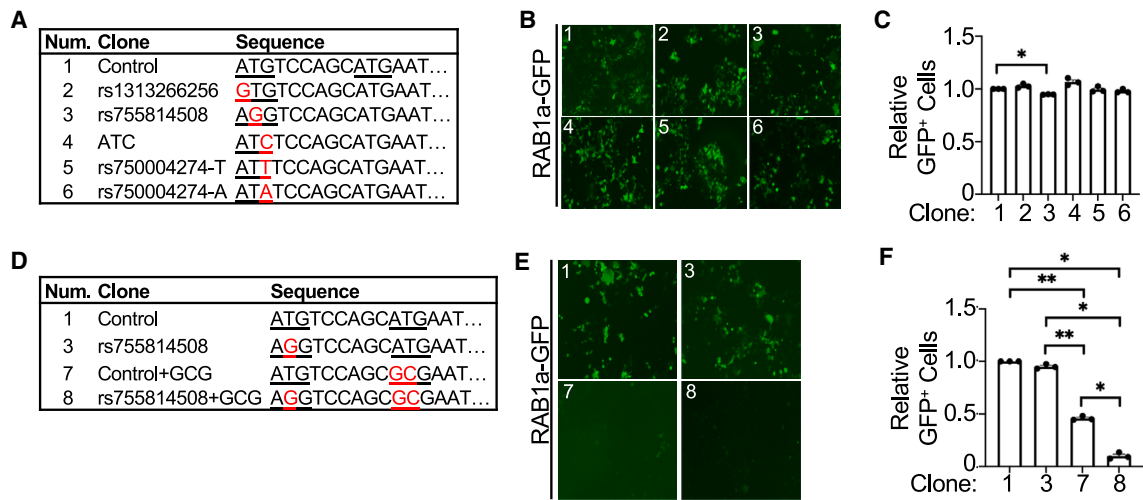 A
Num. Clone Sequence
1 Control ATGTCCAGCATGAAT...
2 rs1313266256 GTGTCCAGCATGAAT...
3 rs755814508 AGGTCCAGCATGAAT...
4 ATC ATCTCCAGCATGAAT...
5 rs750004274-T ATTTCCAGCATGAAT...
6 rs750004274-A ATATCCAGCATGAAT...
B
RAB1a-GFP
1 2 3
4 5 6
C
Relative
GFP+ Cells
1.5
1.0
0.5
0
*
Clone: 1 2 3 4 5 6
D
Num. Clone Sequence
1 Control ATGTCCAGCATGAAT...
3 rs755814508 AGGTCCAGCATGAAT...
7 Control+GCG ATGTCCAGCGCGAAT...
8 rs755814508+GCG AGGTCCAGCGCGAAT...
E
RAB1a-GFP
1 3
7 8
F
Relative
GFP+ Cells
1.5
1.0
0.5
0
*
**
*
**
*
Clone: 1 3 7 8